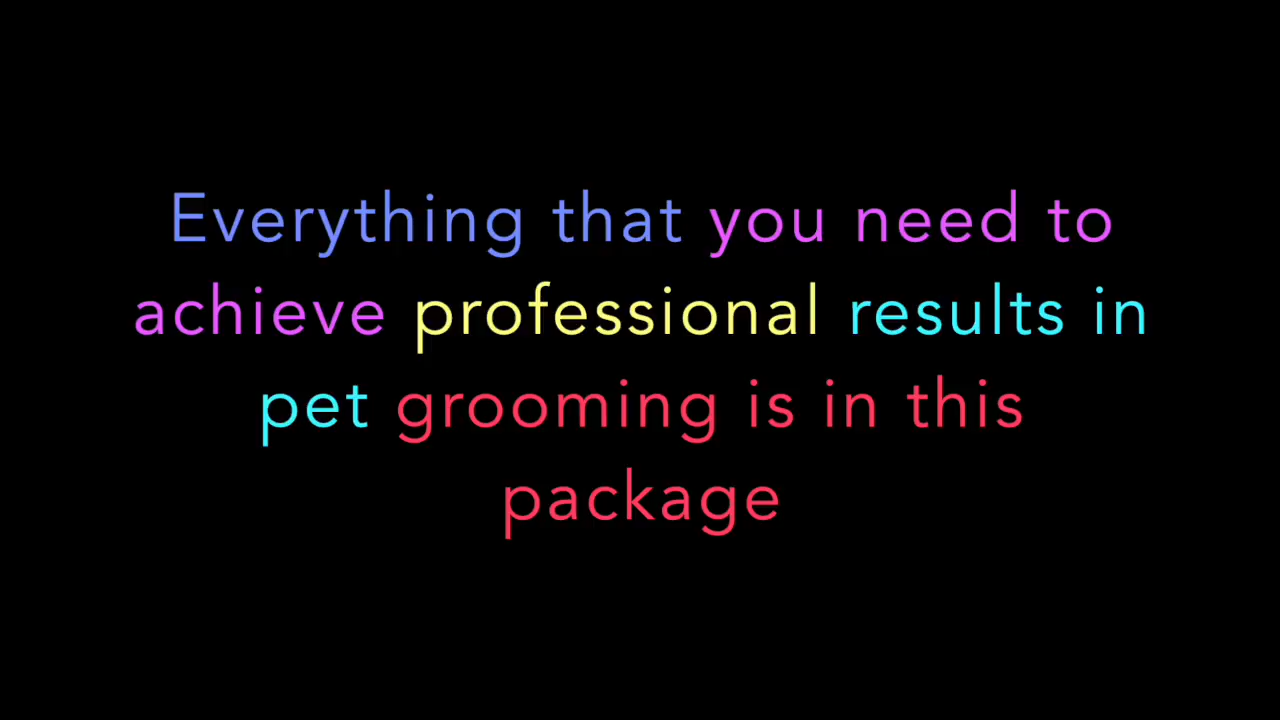 Everything that you need to
achieve professional results in
pet grooming is in this
package